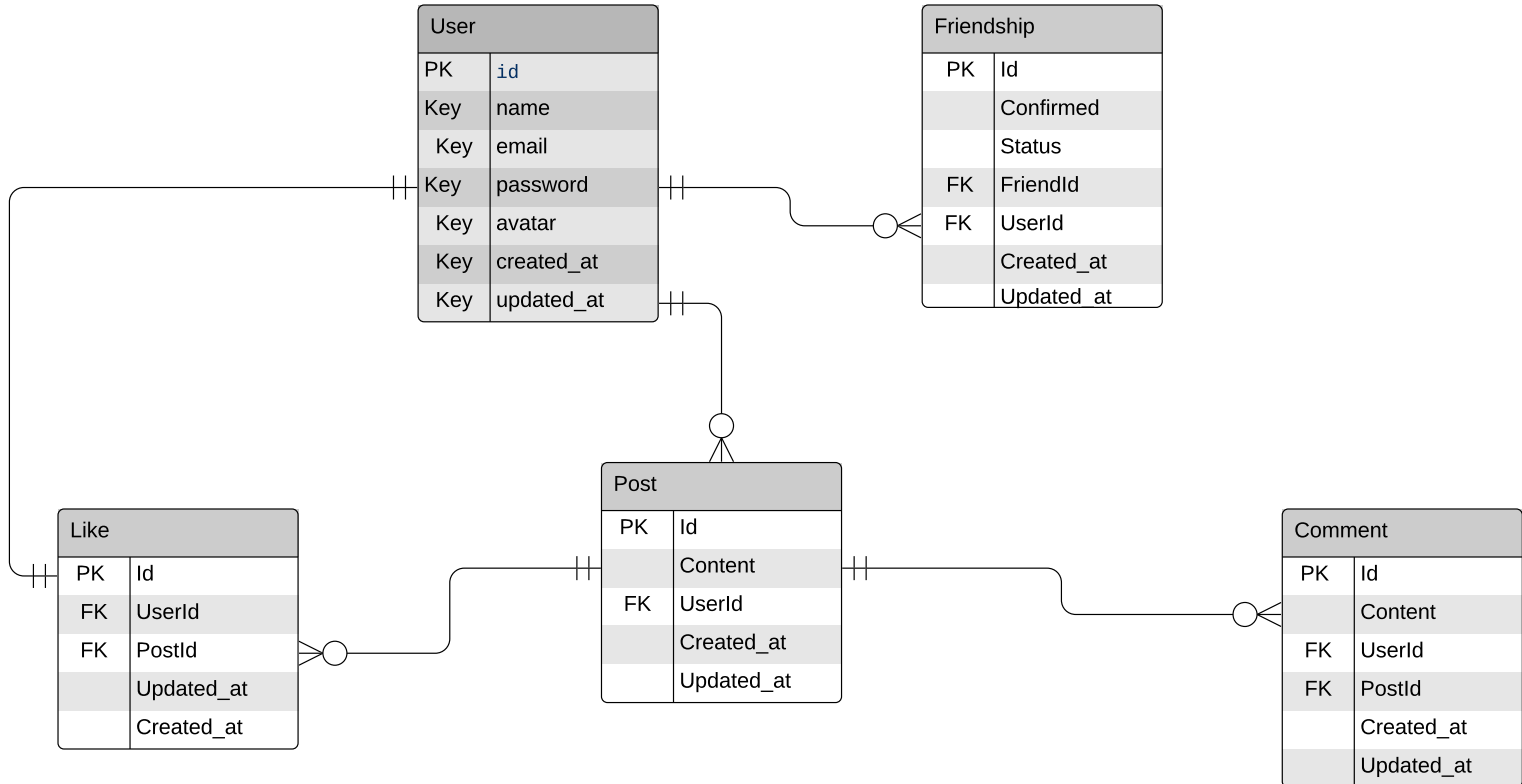 User
PK id
Key name
Key email
Key password
Key avatar
Key created_at
Key updated_at
Friendship
PK Id
Confirmed
Status
FK FriendId
FK UserId
Created_at
Updated_at
Like
PK Id
FK UserId
FK PostId
Updated_at
Created_at
Post
PK Id
Content
FK UserId
Created_at
Updated_at
Comment
PK Id
Content
FK UserId
FK PostId
Created_at
Updated_at